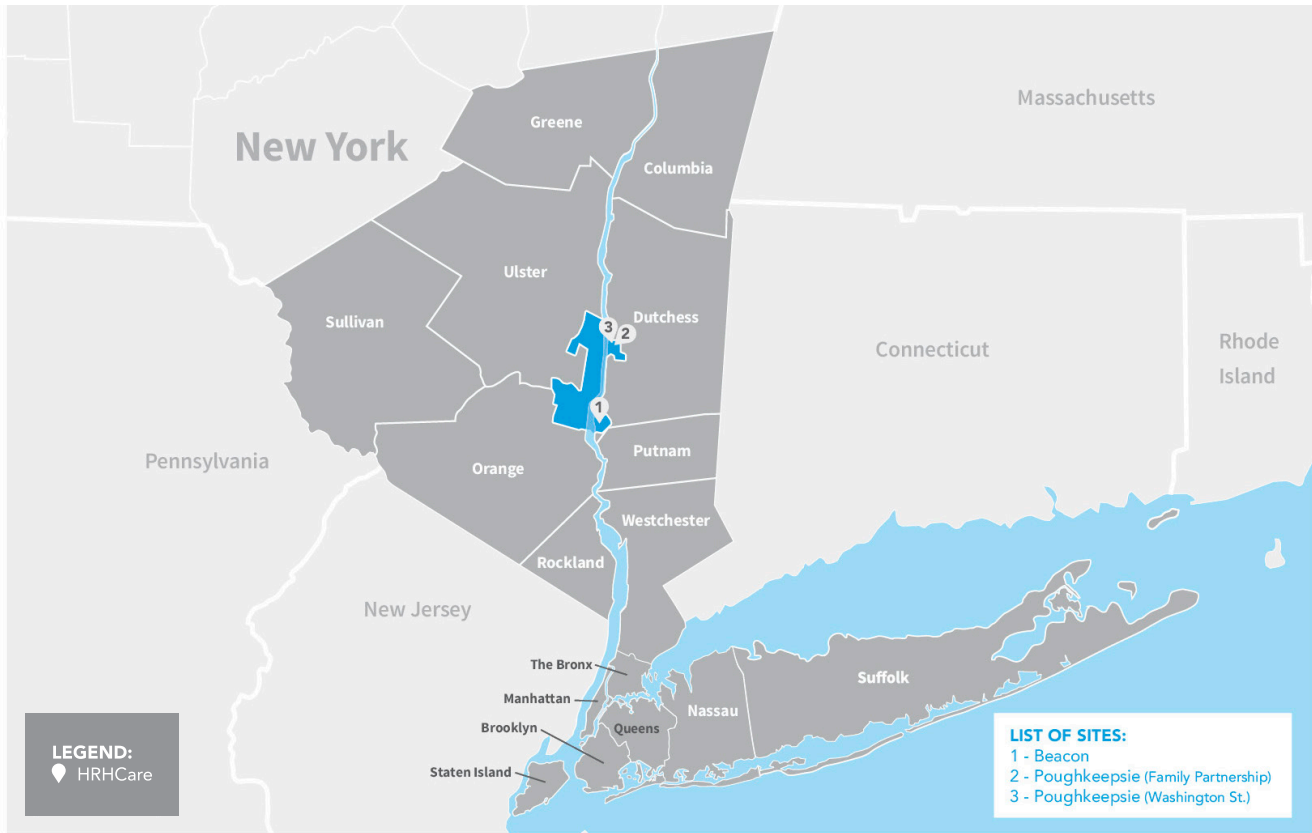 Massachusetts
Greene
New York
Columbia
Ulster
Dutchess
3
2
Sullivan
Rhode
Island
Connecticut
1
Putnam
Pennsylvania
Orange
Westchester
Rockland
New Jersey
The Bronx
Suffolk
Manhattan
Nassau
Brooklyn
Queens
Staten Island
LEGEND:
HRHCare
LIST OF SITES:
1 - Beacon
2 - Poughkeepsie (Family Partnership)
3 - Poughkeepsie (Washington St.)